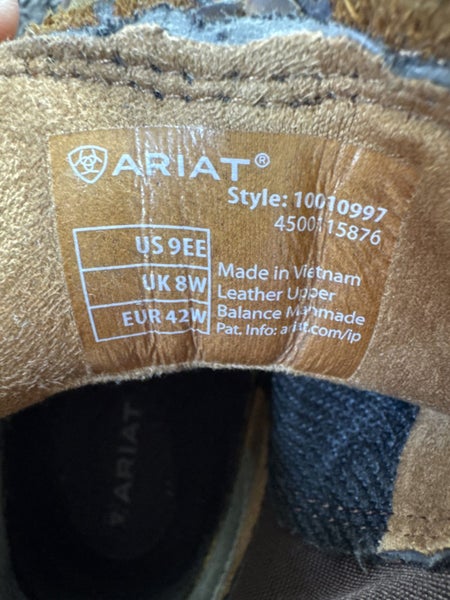 ARIAT®
Style: 10010997
4500115876
US 9EE
UK 8W
EUR 42W
Made in Vietnam
Leather Upper
Balance Manmade
Pat. Info: ariat.com/ip
ARIAT